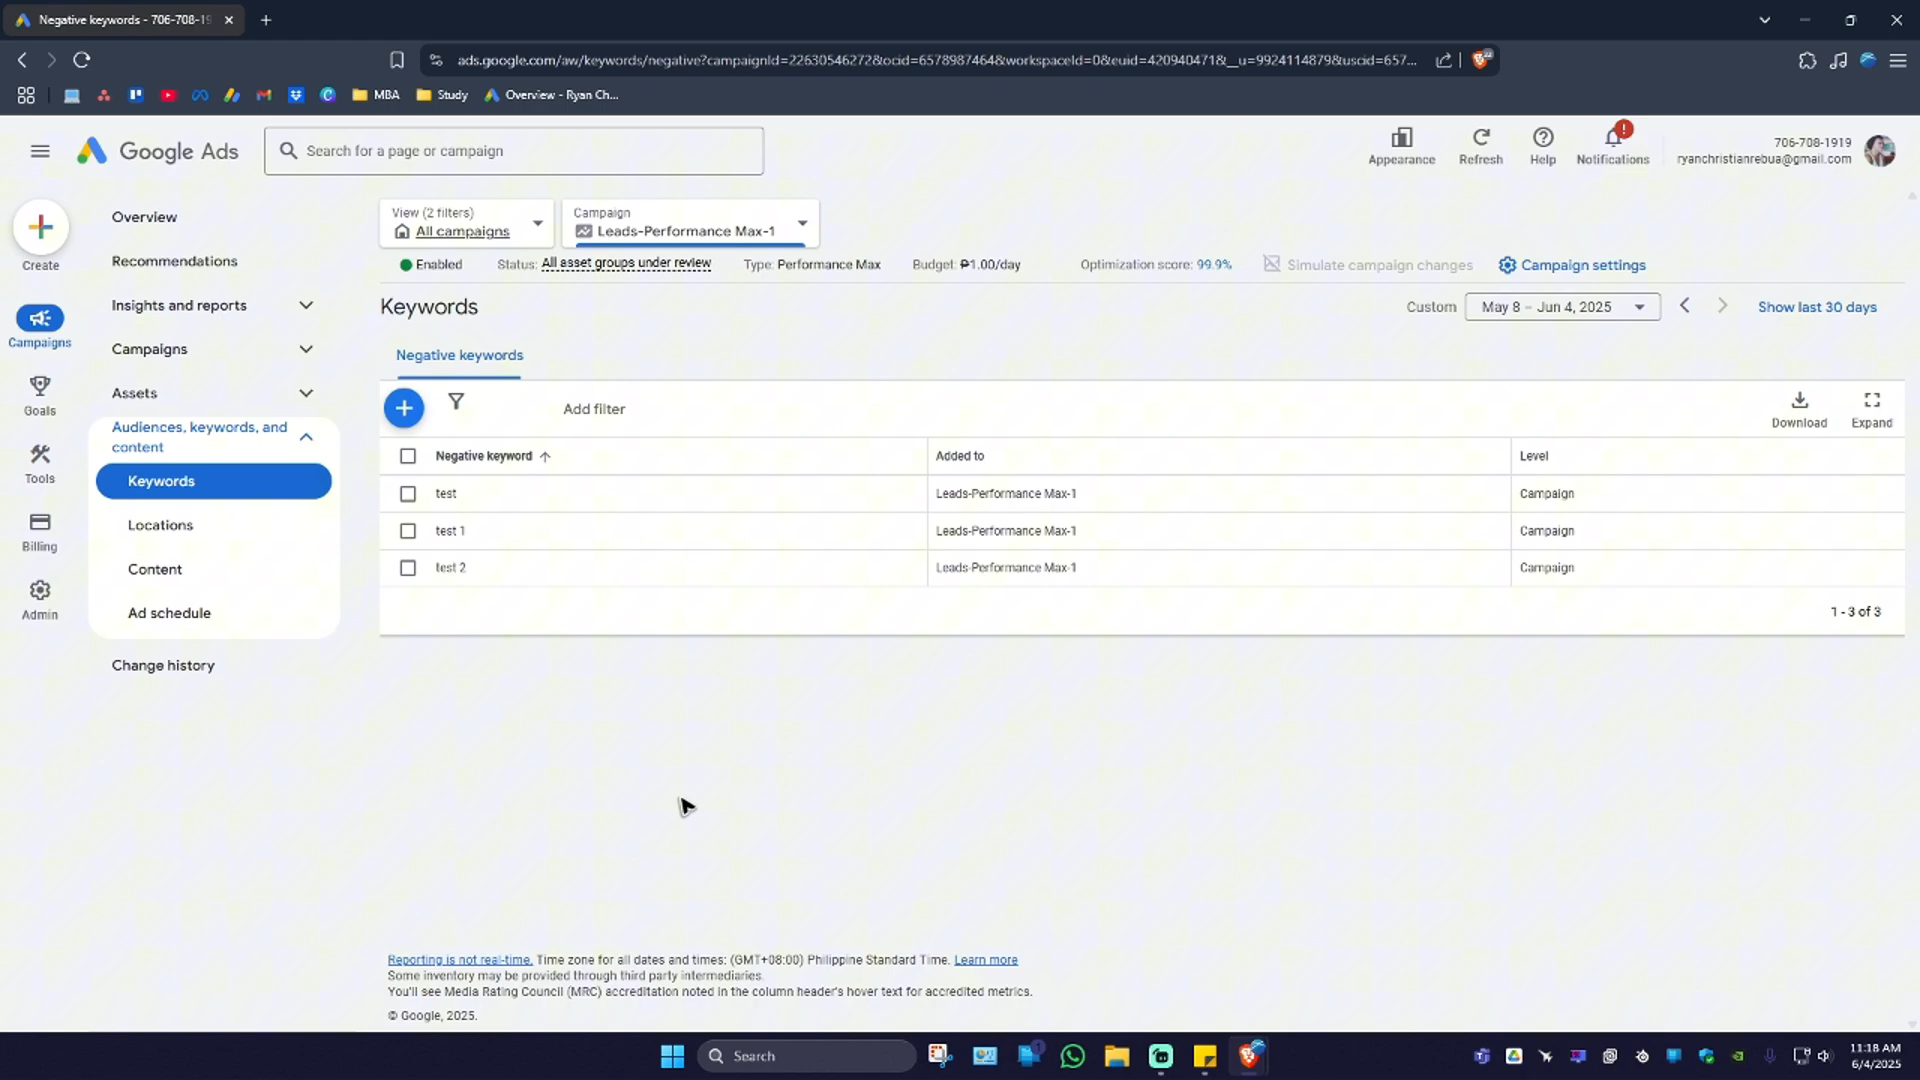 Negative keywords - 706-708-19
ads.google.com/aw/keywords/negative?campaignId=22630546272&ocid=6578987464&workspaceId=0&euid=420940471&__u=9924114879&uscid=657...
MBA
Study
Overview - Ryan Ch...
Google Ads
Search for a page or campaign
Appearance
Refresh
Help
Notifications
706-708-1919
ryanchristianrebua@gmail.com
Create
Campaigns
Goals
Tools
Billing
Admin
Overview
Recommendations
Insights and reports
Campaigns
Assets
Audiences, keywords, and
content
Keywords
Locations
Content
Ad schedule
Change history
View (2 filters)
All campaigns
Campaign
Leads-Performance Max-1
Enabled
Status: All asset groups under review
Type: Performance Max
Budget: ₱1.00/day
Optimization score: 99.9%
Simulate campaign changes
Campaign settings
Keywords
Custom
May 8 – Jun 4, 2025
Show last 30 days
Negative keywords
Add filter
Download
Expand
Negative keyword
Added to
Level
test
Leads-Performance Max-1
Campaign
test 1
Leads-Performance Max-1
Campaign
test 2
Leads-Performance Max-1
Campaign
1 - 3 of 3
Reporting is not real-time. Time zone for all dates and times: (GMT+08:00) Philippine Standard Time. Learn more
Some inventory may be provided through third party intermediaries.
You'll see Media Rating Council (MRC) accreditation noted in the column header's hover text for accredited metrics.
© Google, 2025.
Search
11:18 AM
6/4/2025